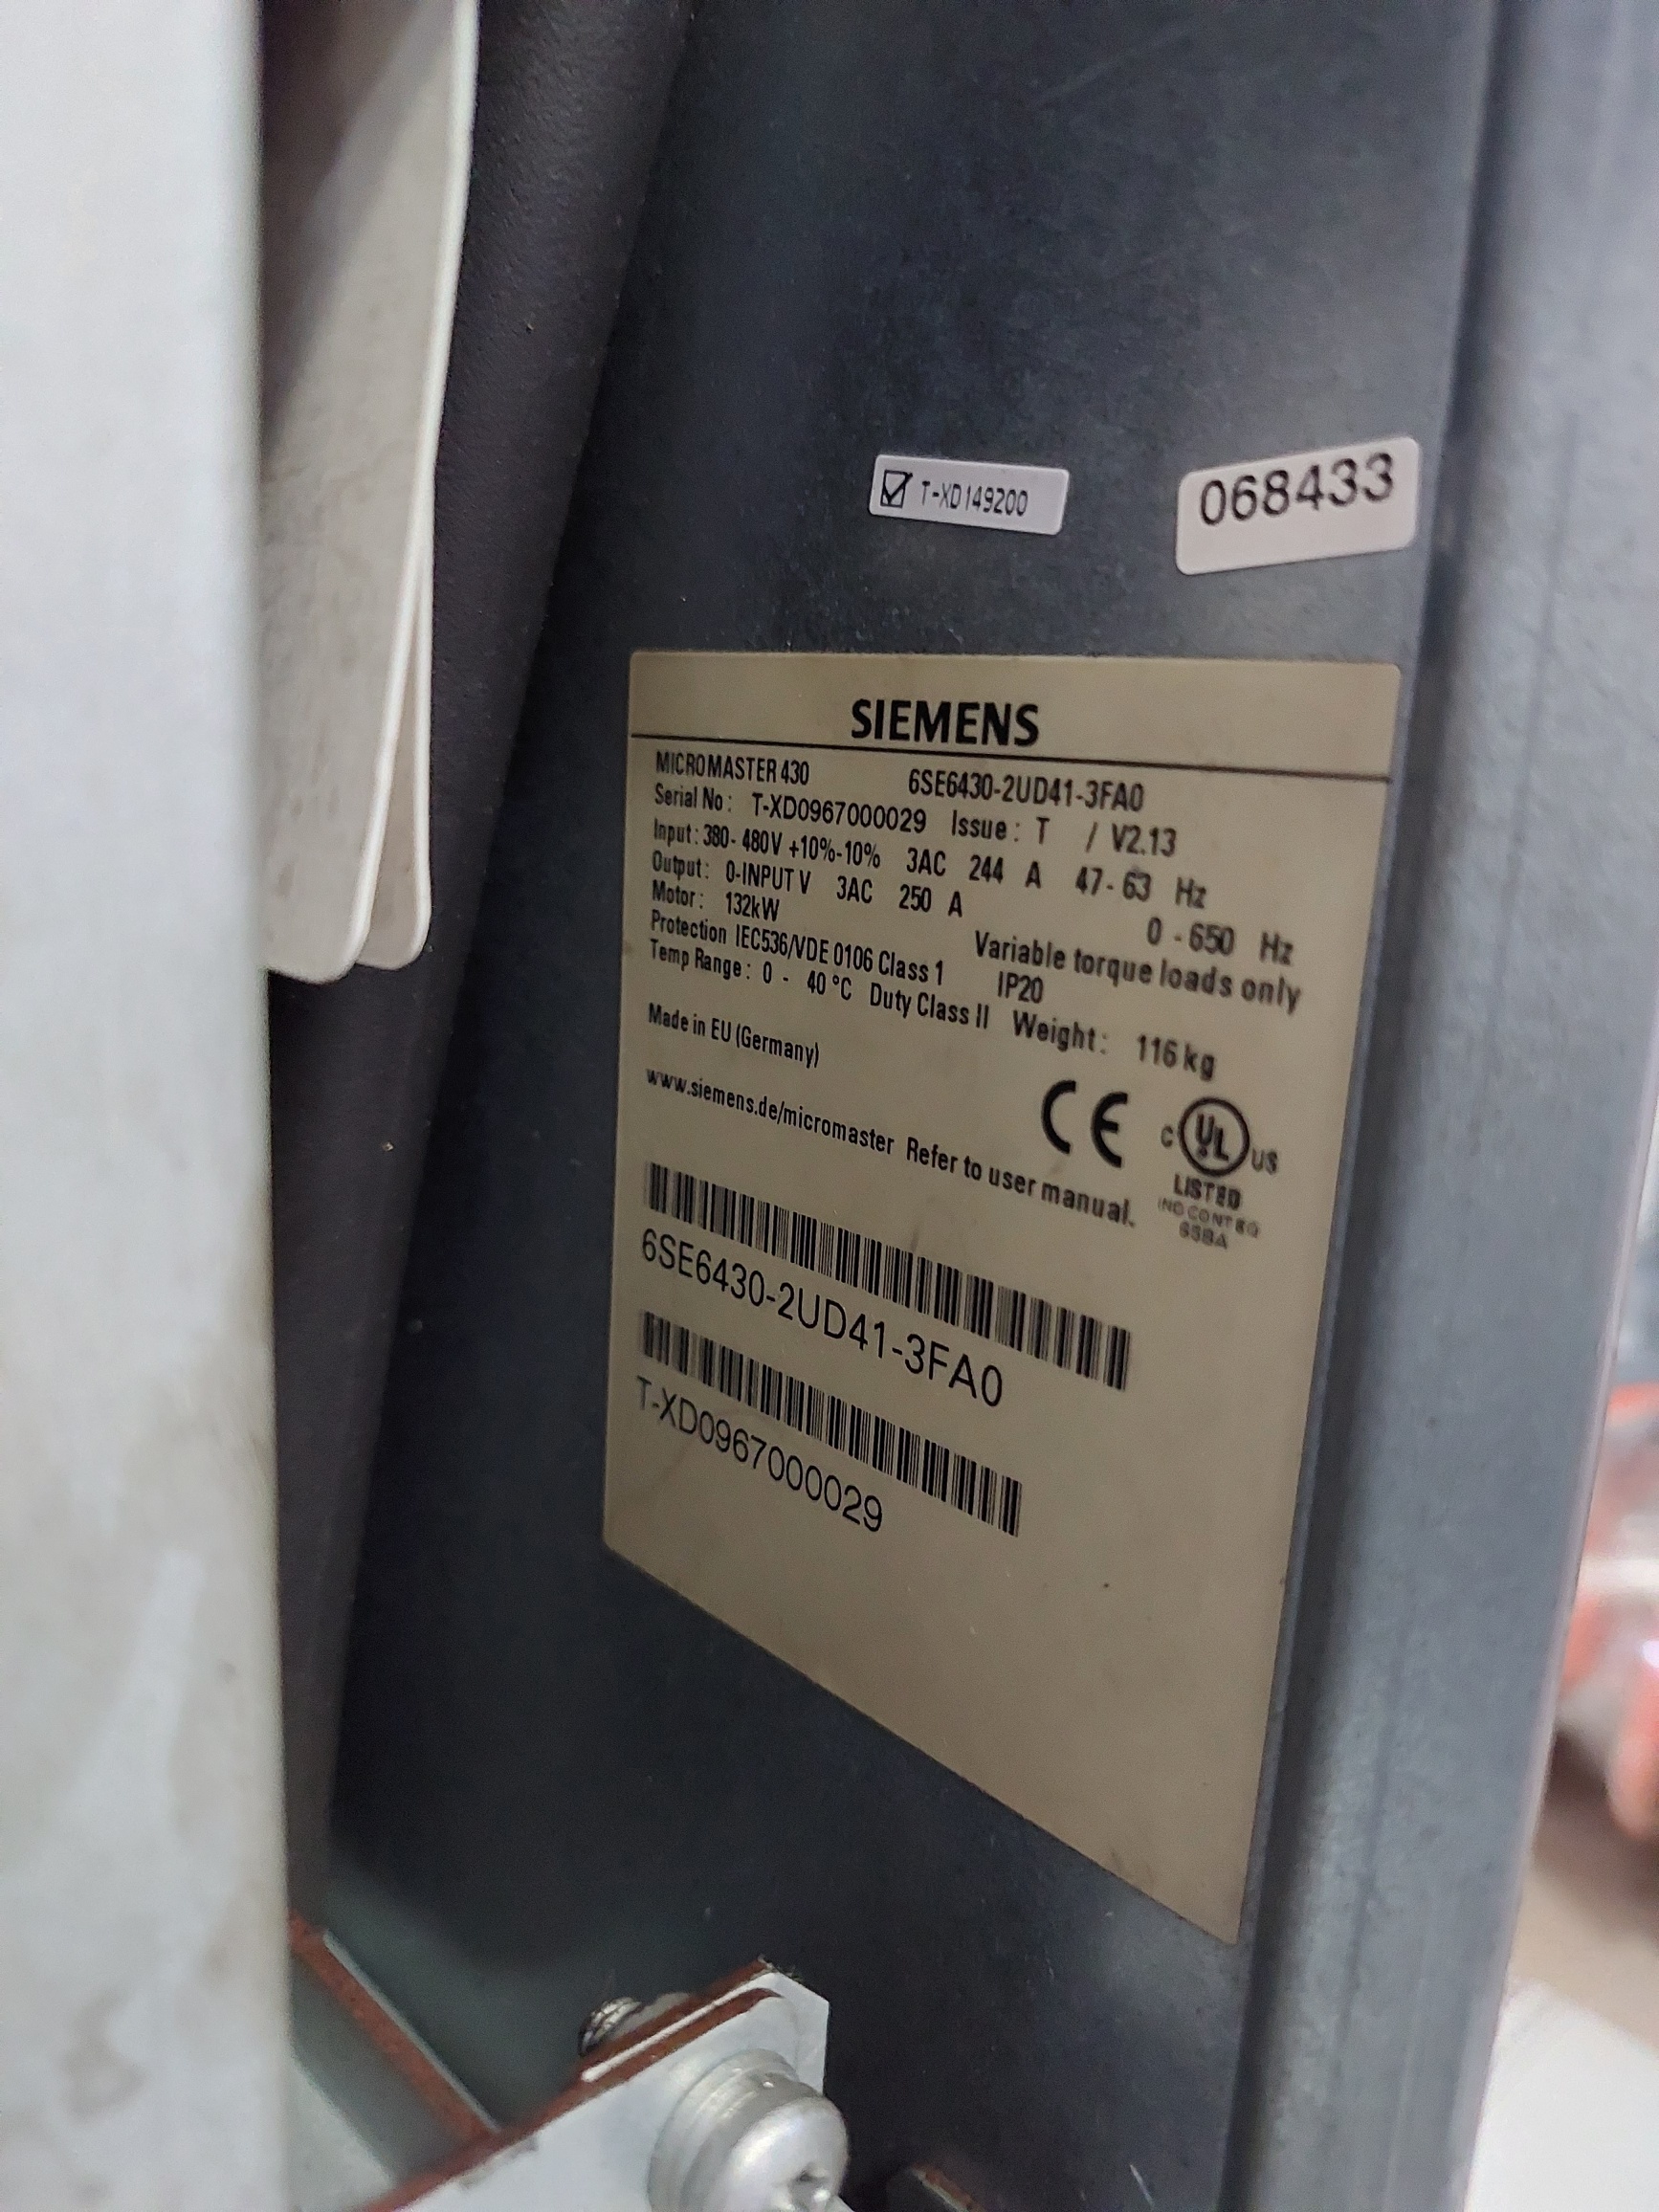 T-XD149200
068433
SIEMENS
MICROMASTER 430 6SE6430-2UD41-3FA0
Serial No: T-XD0967000029 Issue: T / V2.13
Input: 380-480V +10%-10% 3AC 244 A 47-63 Hz
Output: 0-INPUT V 3AC 250 A 0-650 Hz
Motor: 132kW Variable torque loads only
Protection IEC536/VDE 0106 Class 1 IP20
Temp Range: 0 - 40 °C Duty Class II Weight: 116 kg
Made in EU (Germany)
CE
C UL US
LISTED
IND CONT EQ
www.siemens.de/micromaster Refer to user manual.
6SE6430-2UD41-3FA0
T-XD0967000029